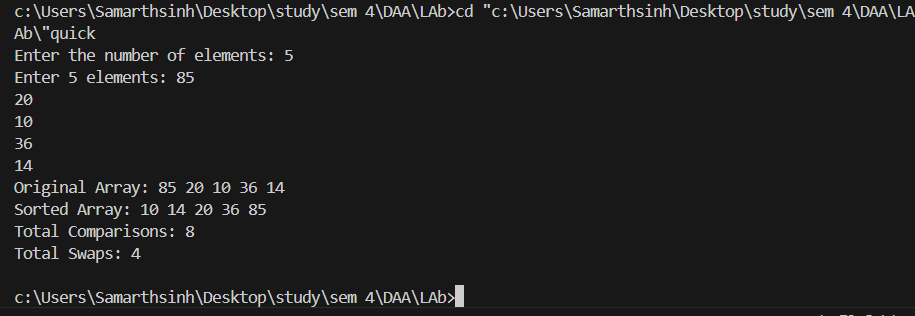 c:\Users\Samarthsinh\Desktop\study\sem 4\DAA\LAb>cd "c:\Users\Samarthsinh\Desktop\study\sem 4\DAA\LA
Ab\"quick
Enter the number of elements: 5
Enter 5 elements: 85
20
10
36
14
Original Array: 85 20 10 36 14
Sorted Array: 10 14 20 36 85
Total Comparisons: 8
Total Swaps: 4
c:\Users\Samarthsinh\Desktop\study\sem 4\DAA\LAb>